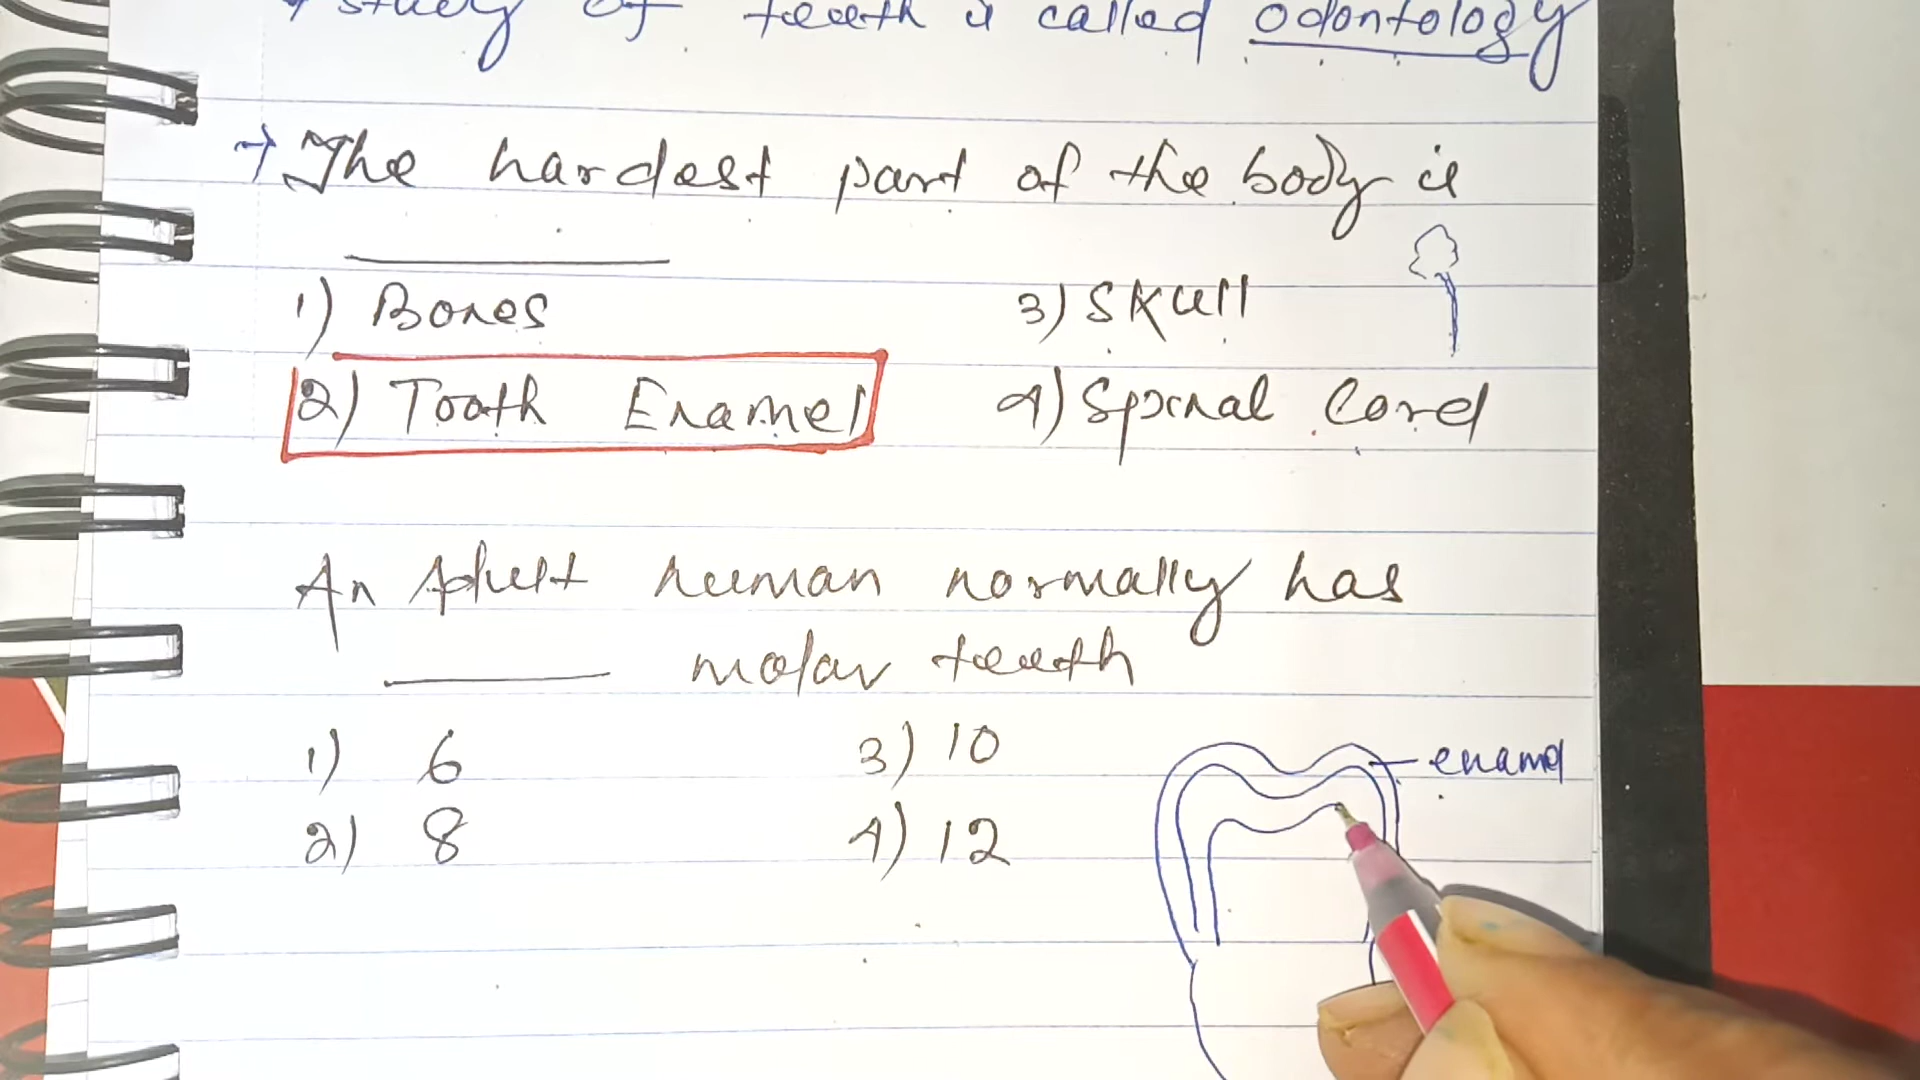 study of teeth is called odontology
→ The hardest part of the body is
1) Bones
3) Skull
2) Tooth Enamel
4) Spinal Cord
An Adult human normally has
molar teeth
1) 6
3) 10
enamel
2) 8
4) 12